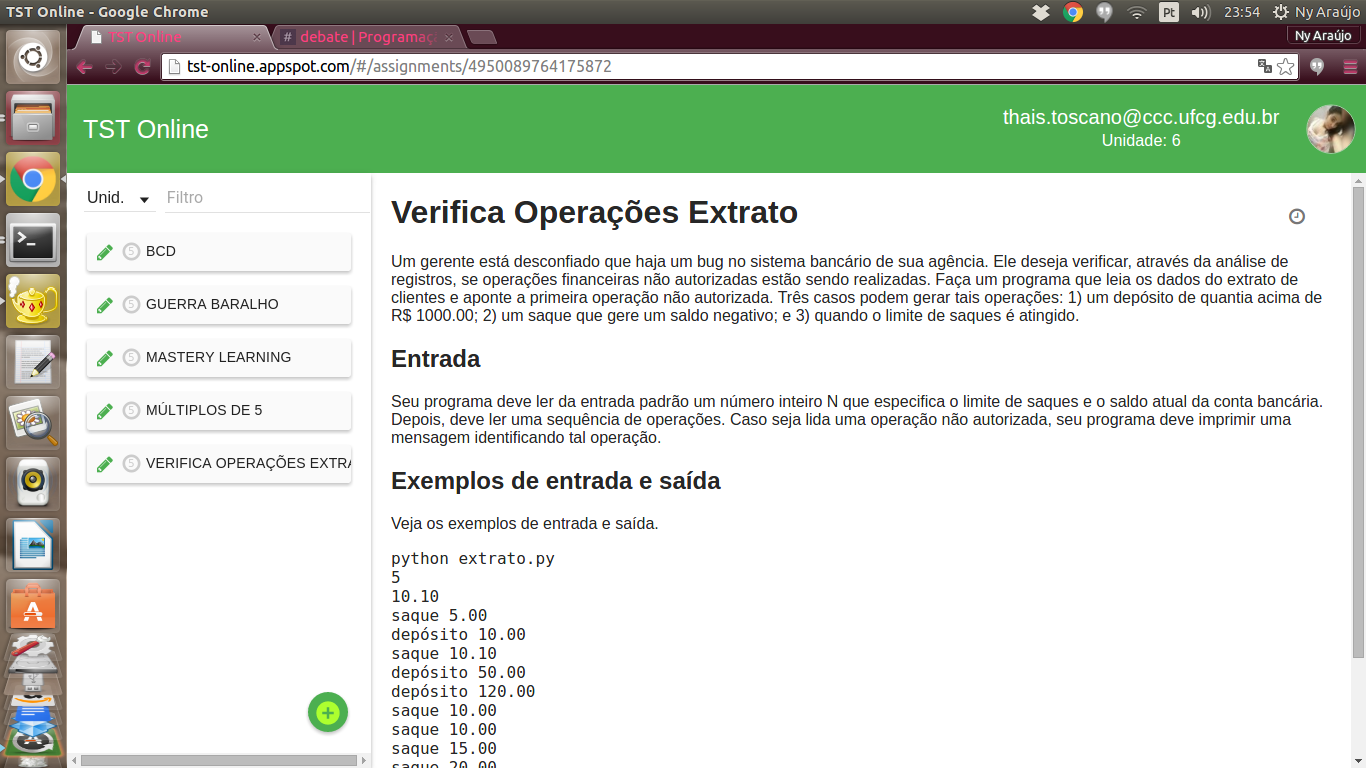 TST Online - Google Chrome
Pt
23:54
Ny Araújo
TST Online
# debate | Programaç
Ny Araújo
tst-online.appspot.com/#/assignments/4950089764175872
TST Online
thais.toscano@ccc.ufcg.edu.br
Unidade: 6
Unid.
Filtro
5 BCD
5 GUERRA BARALHO
5 MASTERY LEARNING
5 MÚLTIPLOS DE 5
5 VERIFICA OPERAÇÕES EXTRA
Verifica Operações Extrato
Um gerente está desconfiado que haja um bug no sistema bancário de sua agência. Ele deseja verificar, através da análise de
registros, se operações financeiras não autorizadas estão sendo realizadas. Faça um programa que leia os dados do extrato de
clientes e aponte a primeira operação não autorizada. Três casos podem gerar tais operações: 1) um depósito de quantia acima de
R$ 1000.00; 2) um saque que gere um saldo negativo; e 3) quando o limite de saques é atingido.
Entrada
Seu programa deve ler da entrada padrão um número inteiro N que especifica o limite de saques e o saldo atual da conta bancária.
Depois, deve ler uma sequência de operações. Caso seja lida uma operação não autorizada, seu programa deve imprimir uma
mensagem identificando tal operação.
Exemplos de entrada e saída
Veja os exemplos de entrada e saída.
python extrato.py
5
10.10
saque 5.00
depósito 10.00
saque 10.10
depósito 50.00
depósito 120.00
saque 10.00
saque 10.00
saque 15.00
saque 20.00